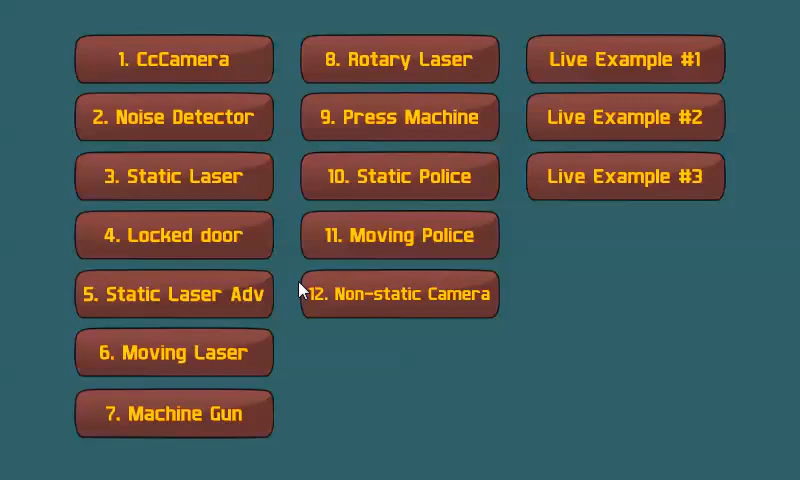 1. CcCamera
2. Noise Detector
3. Static Laser
4. Locked door
5. Static Laser Adv
6. Moving Laser
7. Machine Gun
8. Rotary Laser
9. Press Machine
10. Static Police
11. Moving Police
12. Non-static Camera
Live Example #1
Live Example #2
Live Example #3